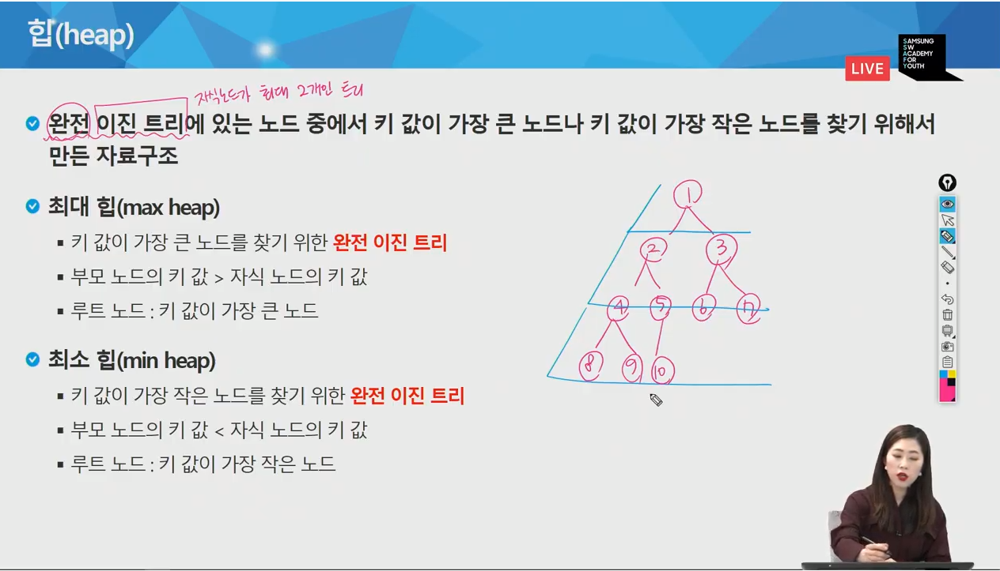 힙(heap)
SAMSUNG
SW
ACADEMY
FOR
YOUTH
LIVE
자식노드가 최대 2개인 트리
완전 이진 트리에 있는 노드 중에서 키 값이 가장 큰 노드나 키 값이 가장 작은 노드를 찾기 위해서
만든 자료구조
최대 힙(max heap)
▪ 키 값이 가장 큰 노드를 찾기 위한 완전 이진 트리
▪ 부모 노드의 키 값 > 자식 노드의 키 값
▪ 루트 노드 : 키 값이 가장 큰 노드
최소 힙(min heap)
▪ 키 값이 가장 작은 노드를 찾기 위한 완전 이진 트리
▪ 부모 노드의 키 값 < 자식 노드의 키 값
▪ 루트 노드 : 키 값이 가장 작은 노드
1
2 3
4 5 6 7
8 9 10